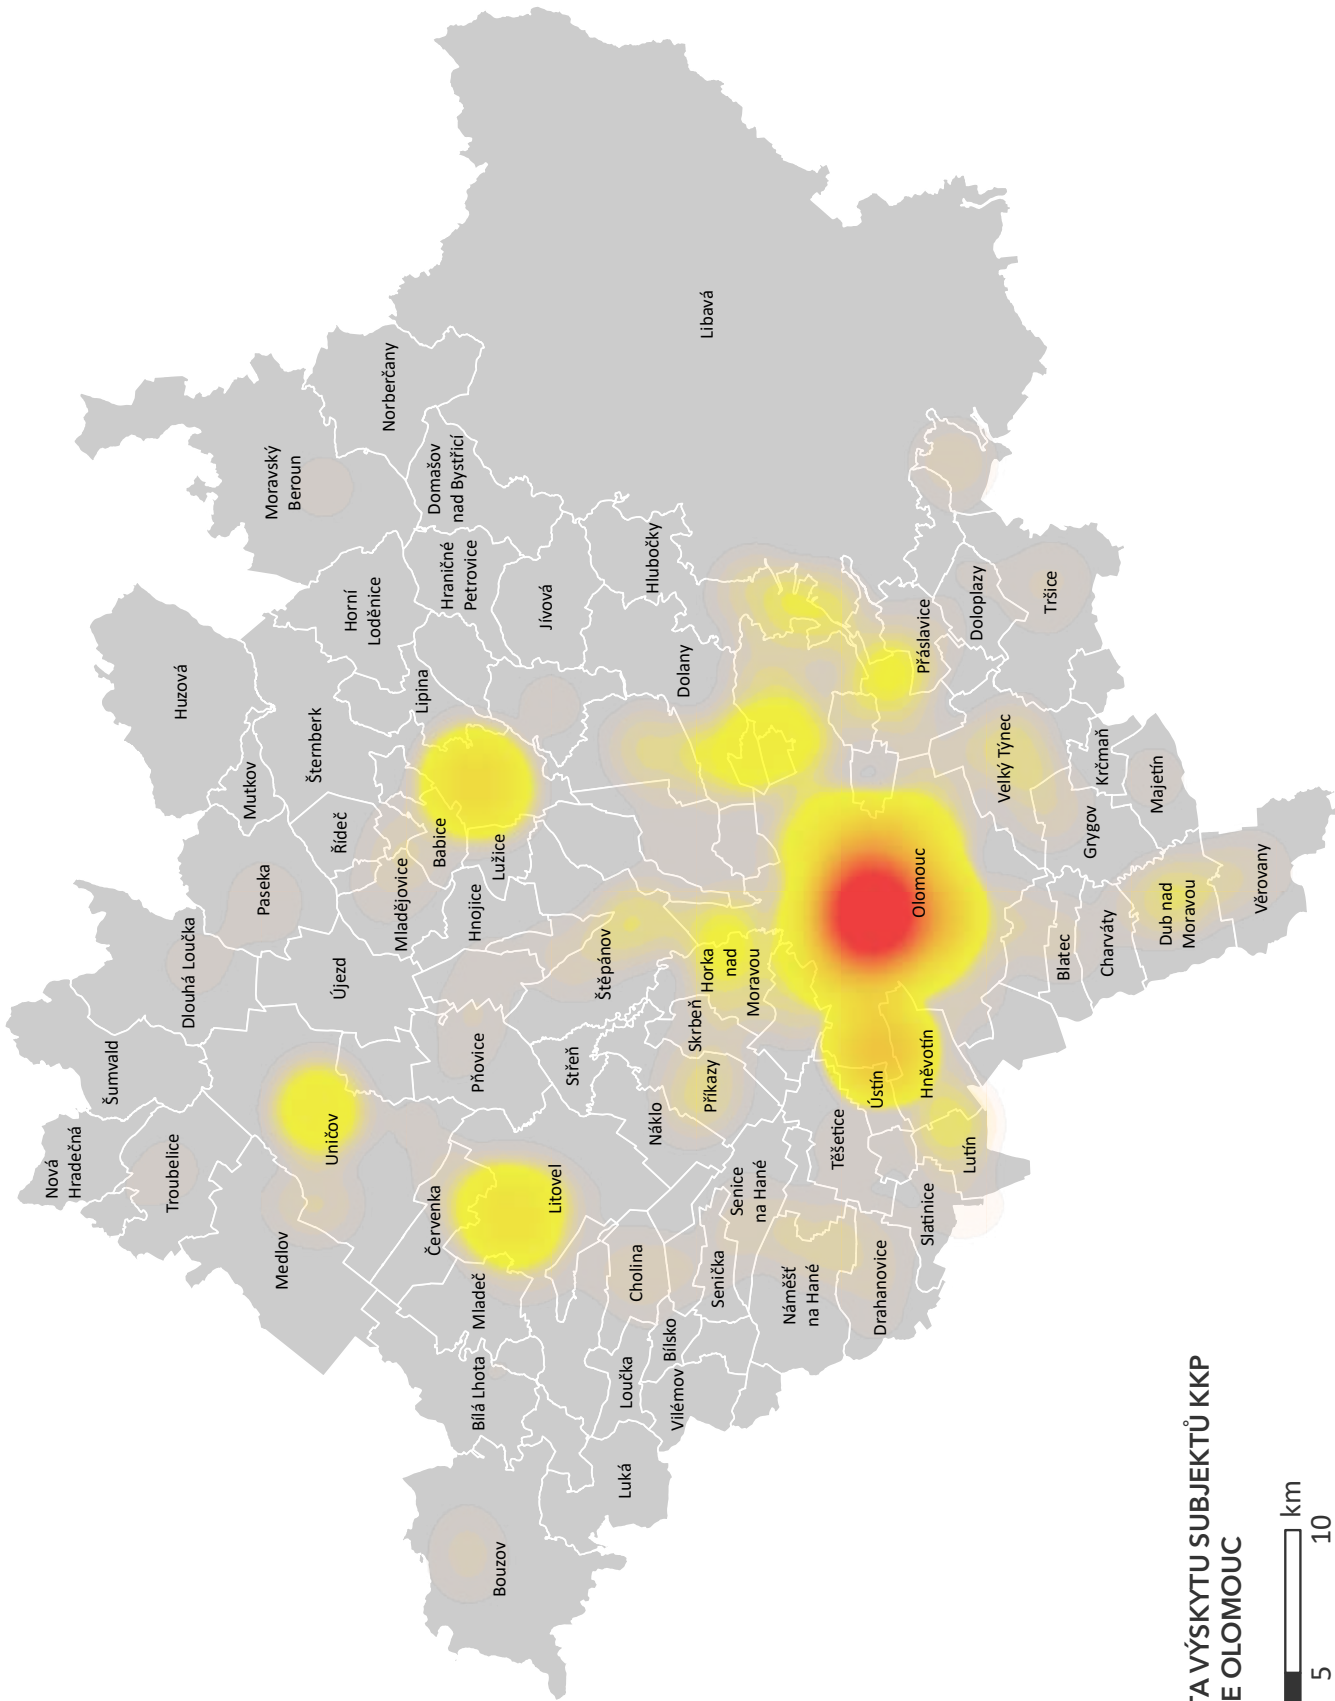 Nová
Hradečná
Šumvald
Troubelice
Huzová
Dlouhá Loučka
Mutkov
Paseka
Moravský
Beroun
Medlov
Šternberk
Uničov
Újezd
Řídeč
Horní
Loděnice
Norberčany
Mladějovice
Lipina
Červenka
Babice
Domašov
nad Bystřicí
Hraničné
Petrovice
Bílá Lhota
Mladeč
Pňovice
Hnojice
Lužice
Bouzov
Litovel
Jívová
Střeň
Štěpánov
Luká
Loučka
Cholina
Náklo
Hlubočky
Vilémov
Bílsko
Dolany
Skrbeň
Libavá
Příkazy
Senička
Horka
nad
Moravou
Senice
na Hané
Náměšť
na Hané
Těšetice
Drahanovice
Ústín
Olomouc
Přáslavice
Slatinice
Hněvotín
Lutín
Doloplazy
Velký Týnec
Tršice
Blatec
Grygov
Krčmaň
Charváty
Majetín
Dub nad
Moravou
Věrovany
TA VÝSKYTU SUBJEKTŮ KKP
E OLOMOUC
km
5
10